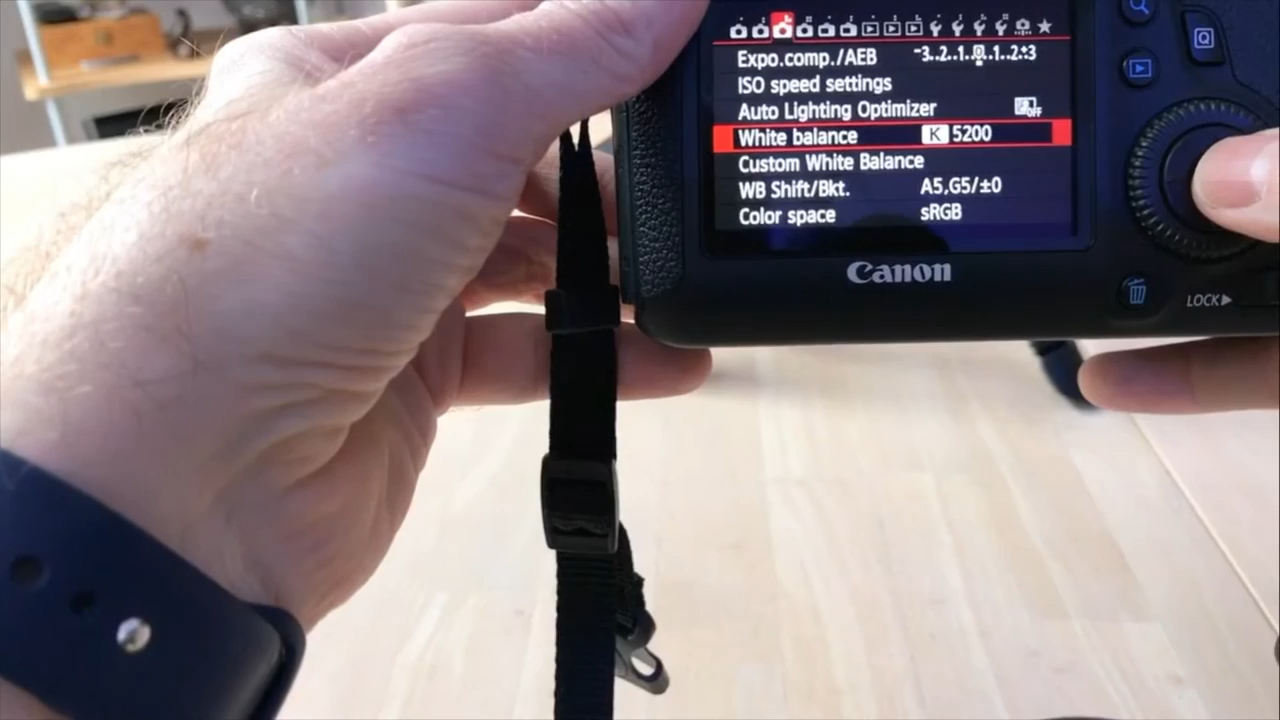 Expo.comp./AEB -3..2..1..0..1..2.+3
ISO speed settings
Auto Lighting Optimizer OFF
White balance K 5200
Custom White Balance
WB Shift/Bkt. A5,G5/±0
Color space sRGB
Q
Canon
LOCK▶